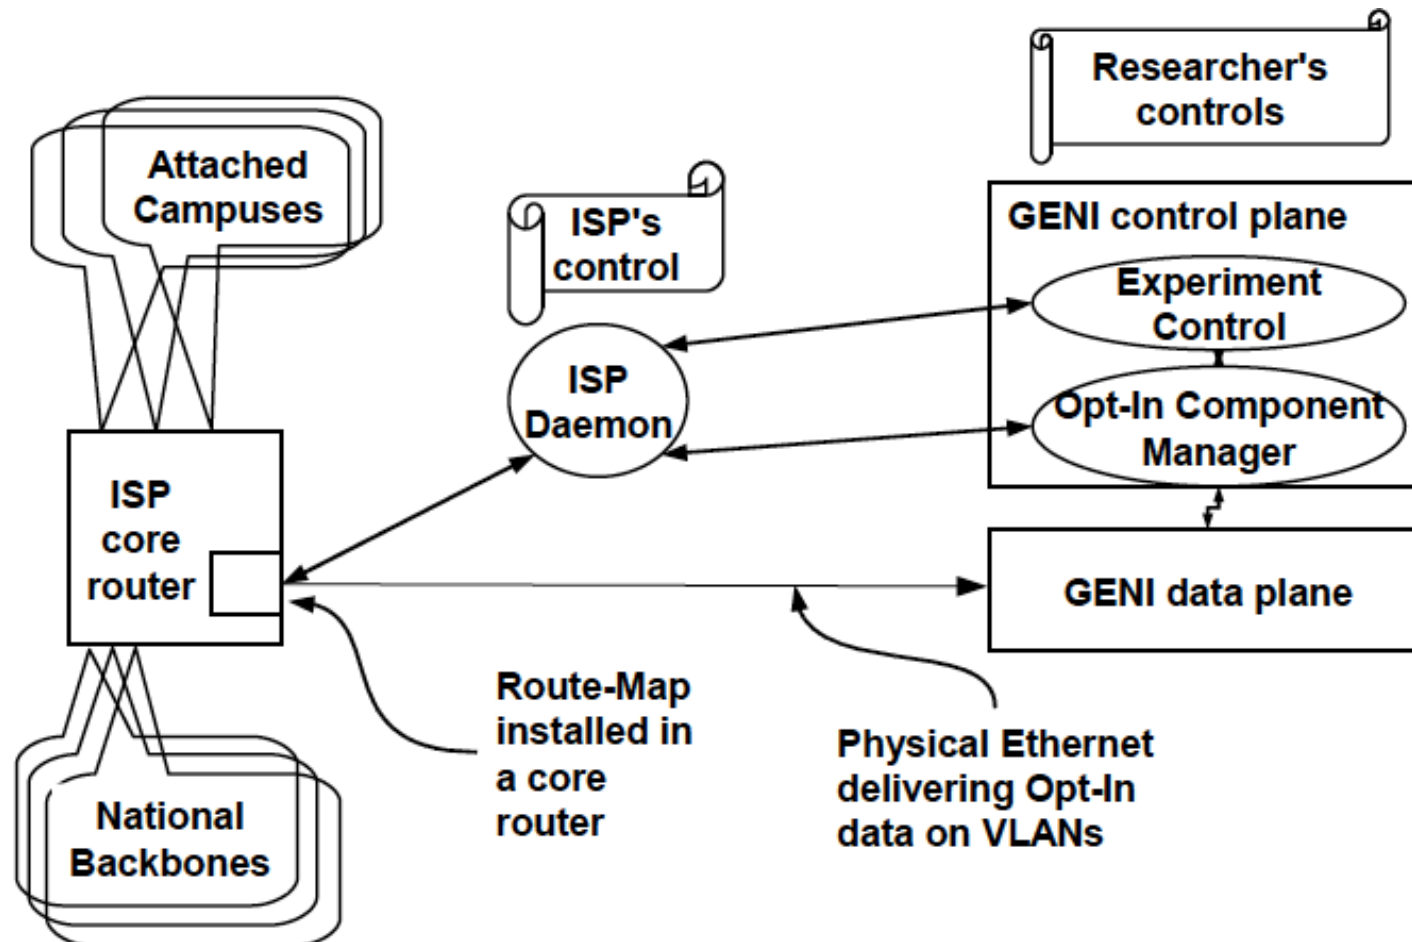 Researcher's
controls
Attached
Campuses
ISP's
control
GENI control plane
Experiment
Control
ISP
Daemon
Opt-In Component
Manager
ISP
core
router
GENI data plane
Route-Map
installed in
a core
router
Physical Ethernet
delivering Opt-In
data on VLANs
National
Backbones